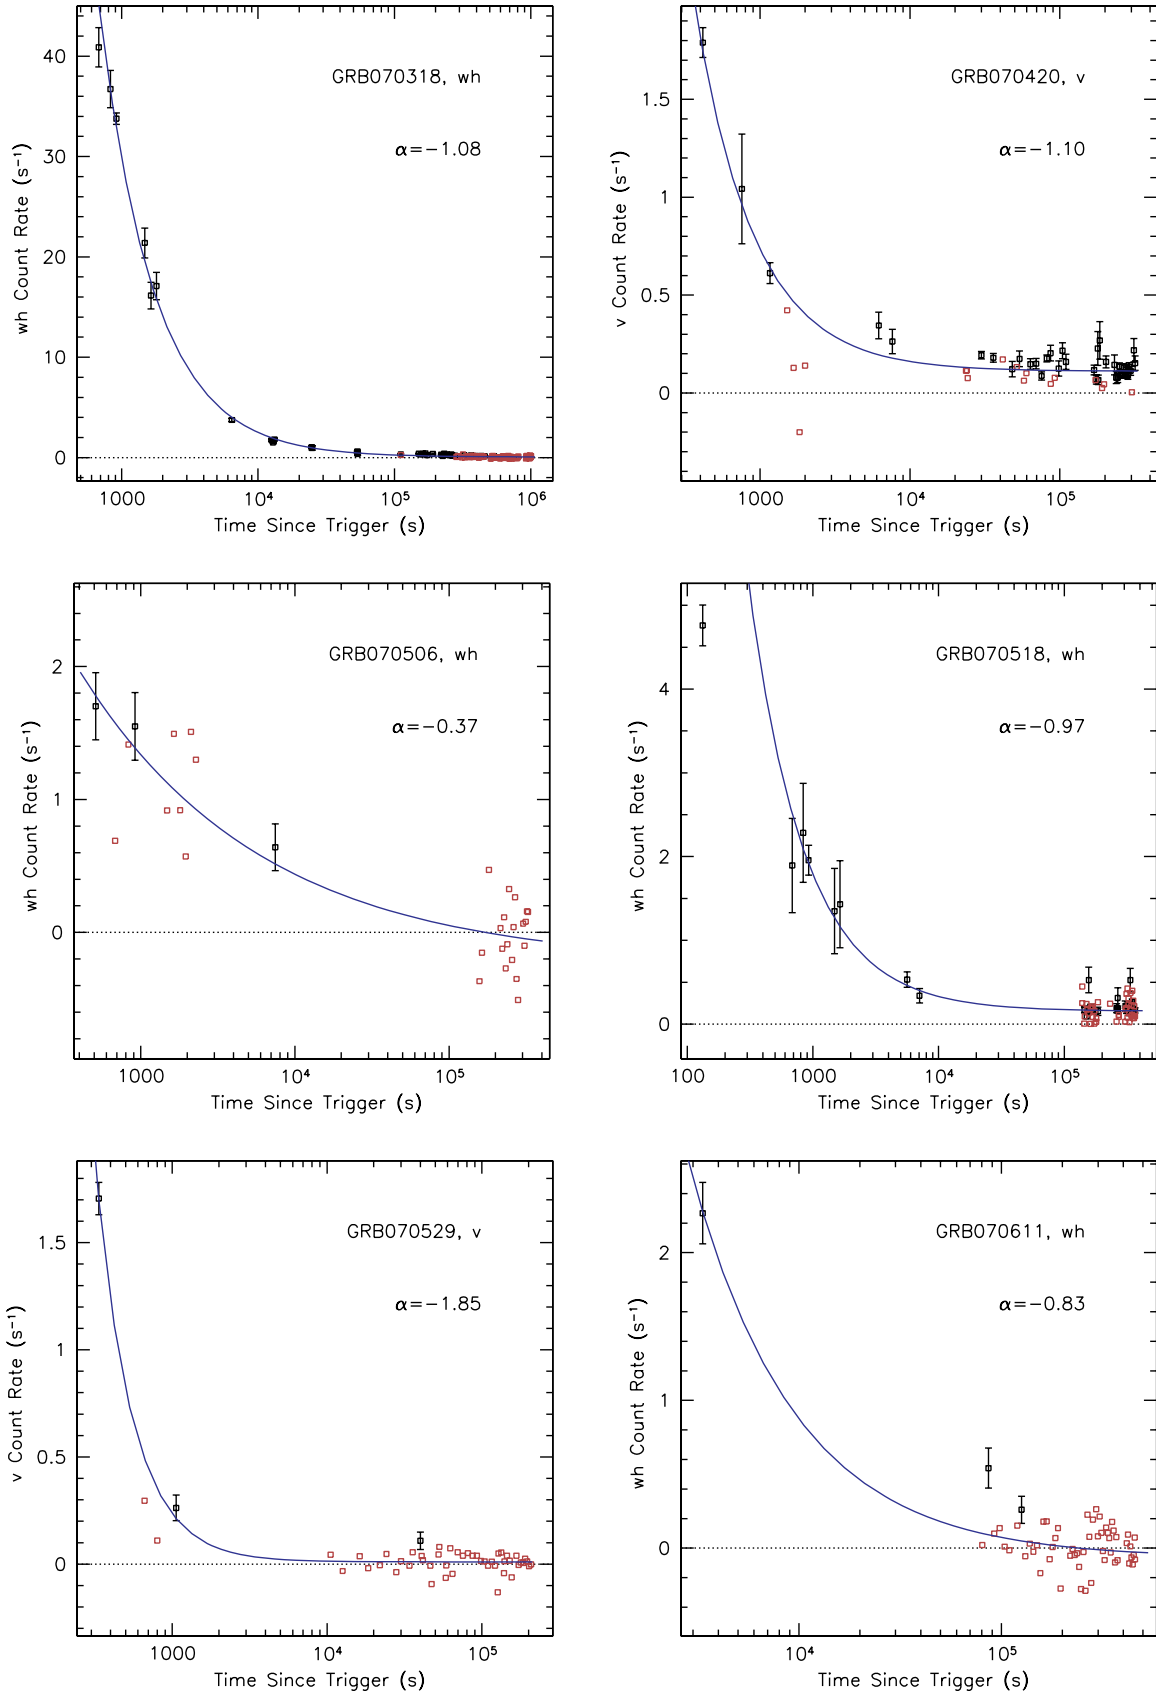 GRB070318, wh
α=−1.08
wh Count Rate (s⁻¹)
40
30
20
10
0
1000 10⁴ 10⁵ 10⁶
Time Since Trigger (s)
GRB070420, v
α=−1.10
v Count Rate (s⁻¹)
1.5
1
0.5
0
1000 10⁴ 10⁵
Time Since Trigger (s)
GRB070506, wh
α=−0.37
wh Count Rate (s⁻¹)
2
1
0
1000 10⁴ 10⁵
Time Since Trigger (s)
GRB070518, wh
α=−0.97
wh Count Rate (s⁻¹)
4
2
0
100 1000 10⁴ 10⁵
Time Since Trigger (s)
GRB070529, v
α=−1.85
v Count Rate (s⁻¹)
1.5
1
0.5
0
1000 10⁴ 10⁵
Time Since Trigger (s)
GRB070611, wh
α=−0.83
wh Count Rate (s⁻¹)
2
1
0
10⁴ 10⁵
Time Since Trigger (s)